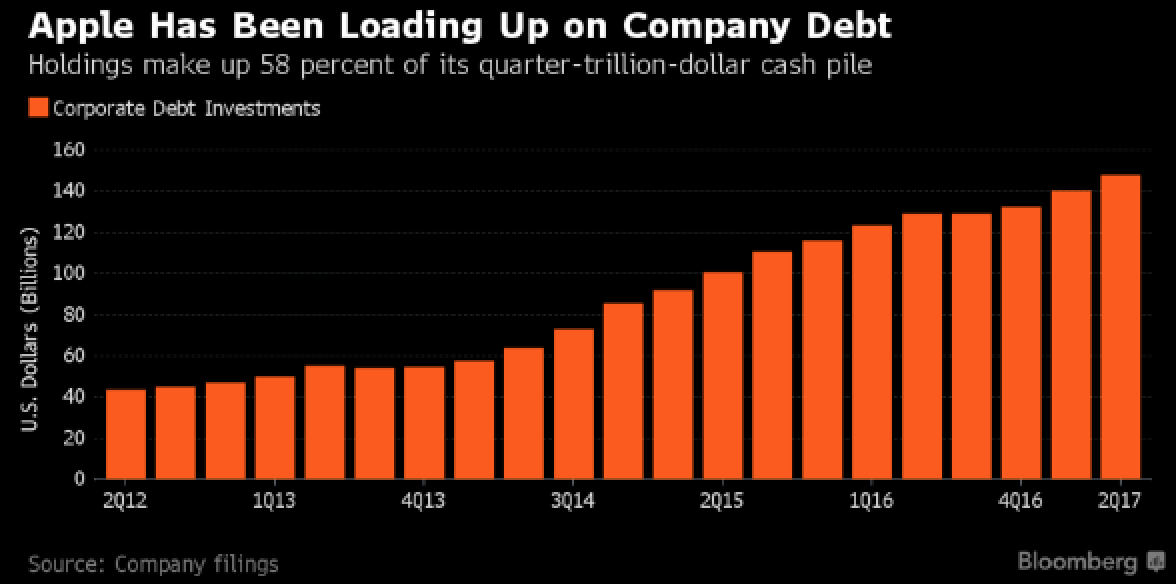 Apple Has Been Loading Up on Company Debt
Holdings make up 58 percent of its quarter-trillion-dollar cash pile
Corporate Debt Investments
160
140
120
100
80
60
40
20
0
U.S. Dollars (Billions)
2Q12 1Q13 4Q13 3Q14 2Q15 1Q16 4Q16 2Q17
Source: Company filings
Bloomberg